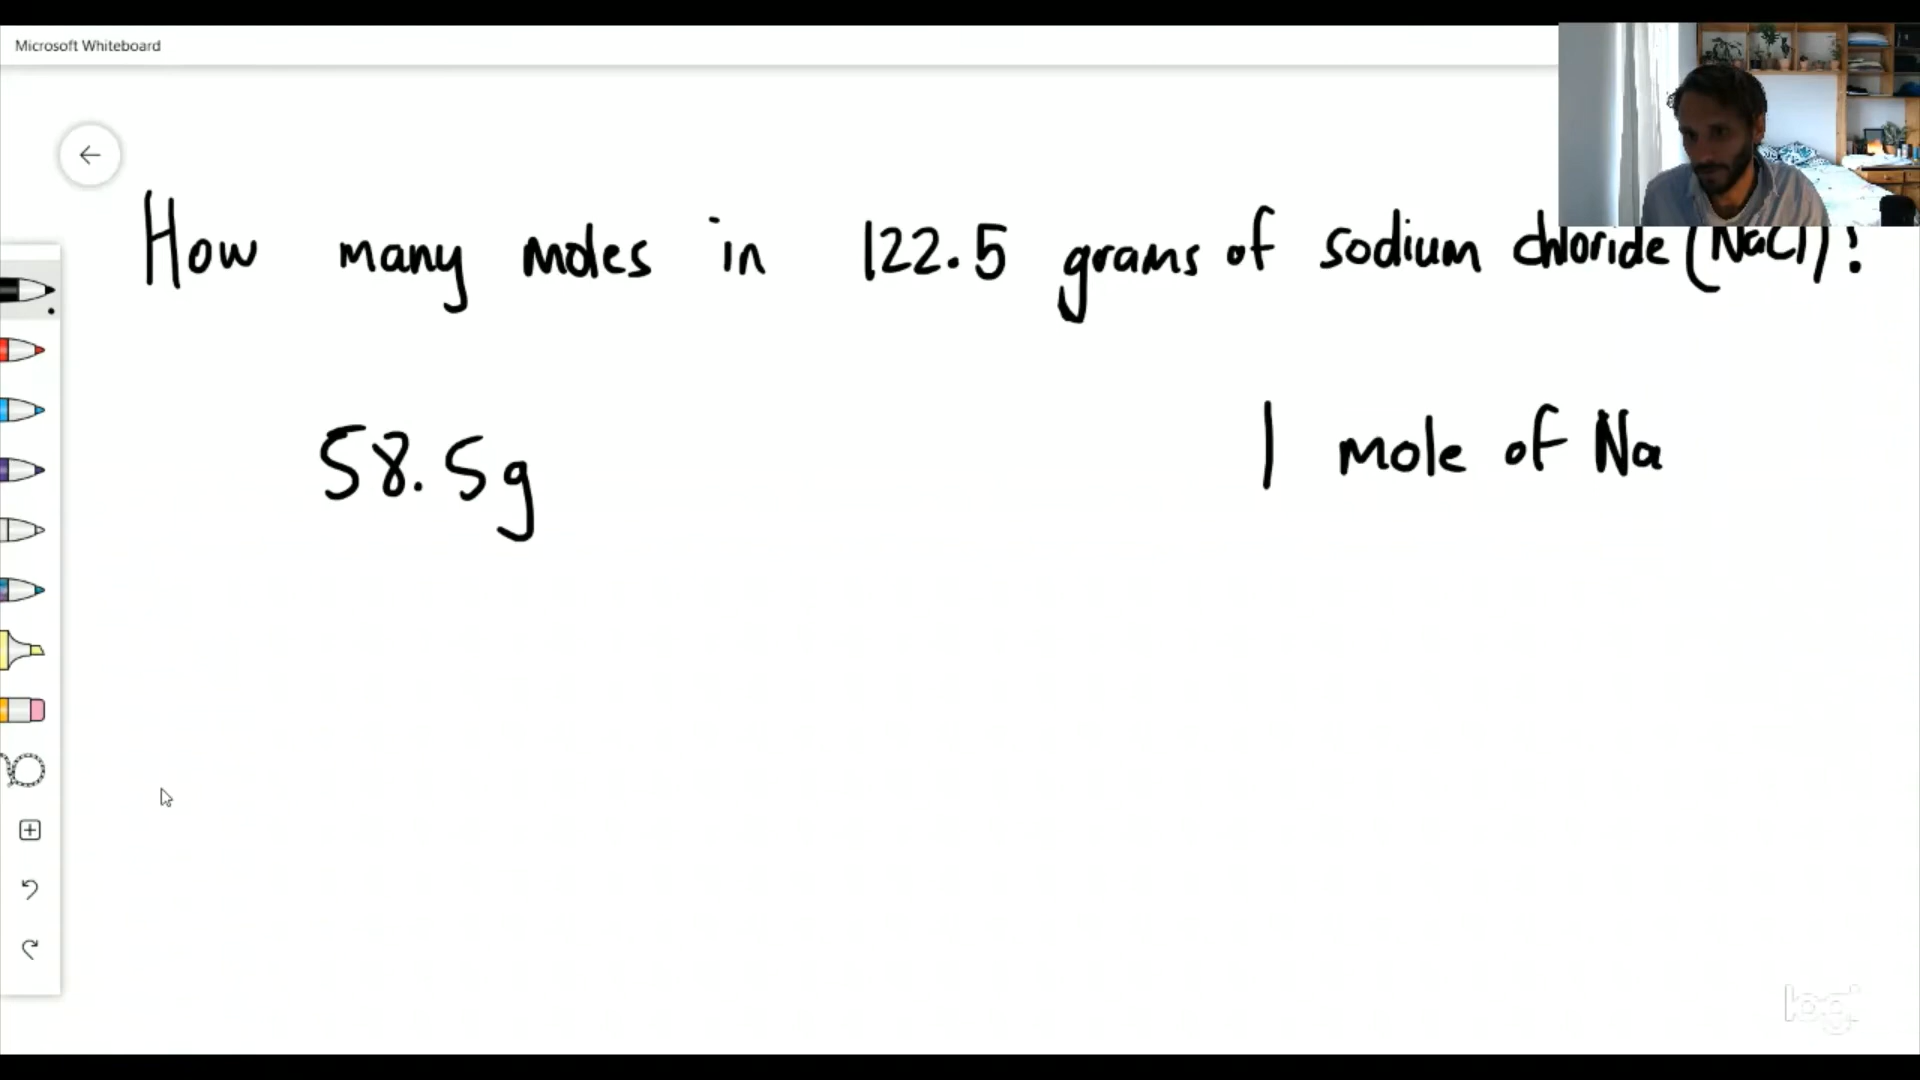 Microsoft Whiteboard
How many moles in 122.5 grams of sodium chloride (NaCl)?
58.5g 1 mole of Na
logi